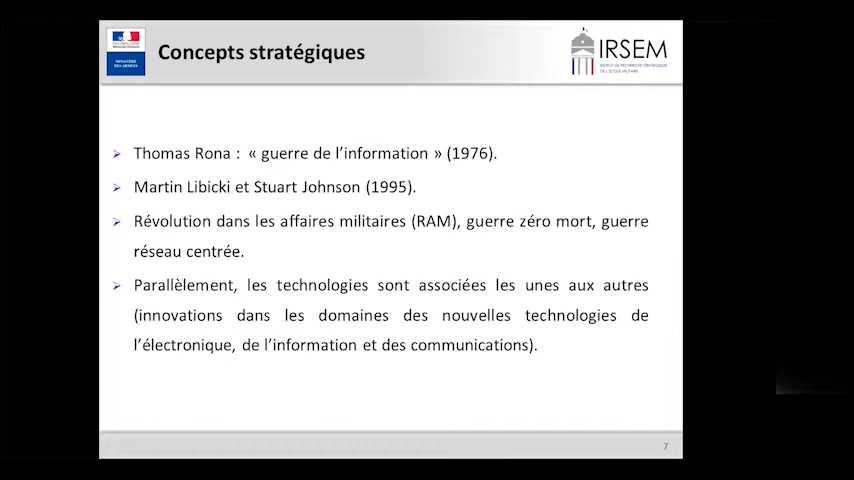 Concepts stratégiques
MINISTÈRE
DES ARMÉES
IRSEM
INSTITUT DE RECHERCHE STRATÉGIQUE
DE L'ÉCOLE MILITAIRE
Thomas Rona : « guerre de l'information » (1976).
Martin Libicki et Stuart Johnson (1995).
Révolution dans les affaires militaires (RAM), guerre zéro mort, guerre
réseau centrée.
Parallèlement, les technologies sont associées les unes aux autres
(innovations dans les domaines des nouvelles technologies de
l'électronique, de l'information et des communications).
7